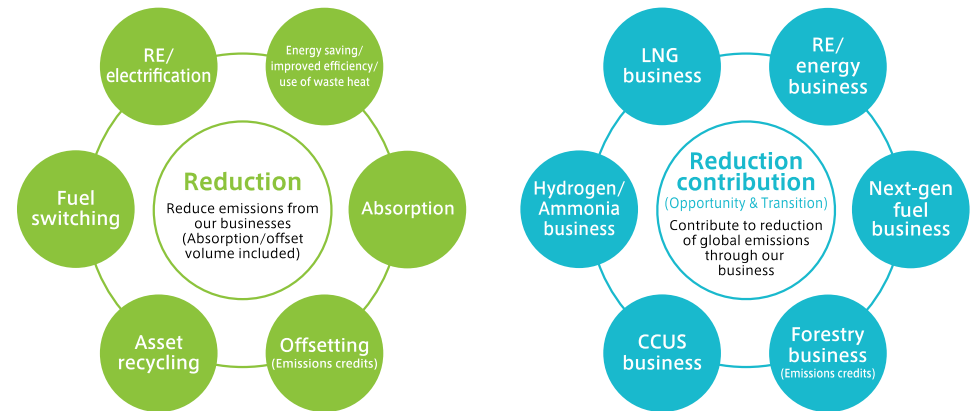 RE/
electrification
Energy saving/
improved efficiency/
use of waste heat
Fuel
switching
Reduction
Reduce emissions from
our businesses
(Absorption/offset
volume included)
Absorption
Asset
recycling
Offsetting
(Emissions credits)
LNG
business
RE/
energy
business
Hydrogen/
Ammonia
business
Reduction
contribution
(Opportunity & Transition)
Contribute to reduction
of global emissions
through our
business
Next-gen
fuel
business
CCUS
business
Forestry
business
(Emissions credits)